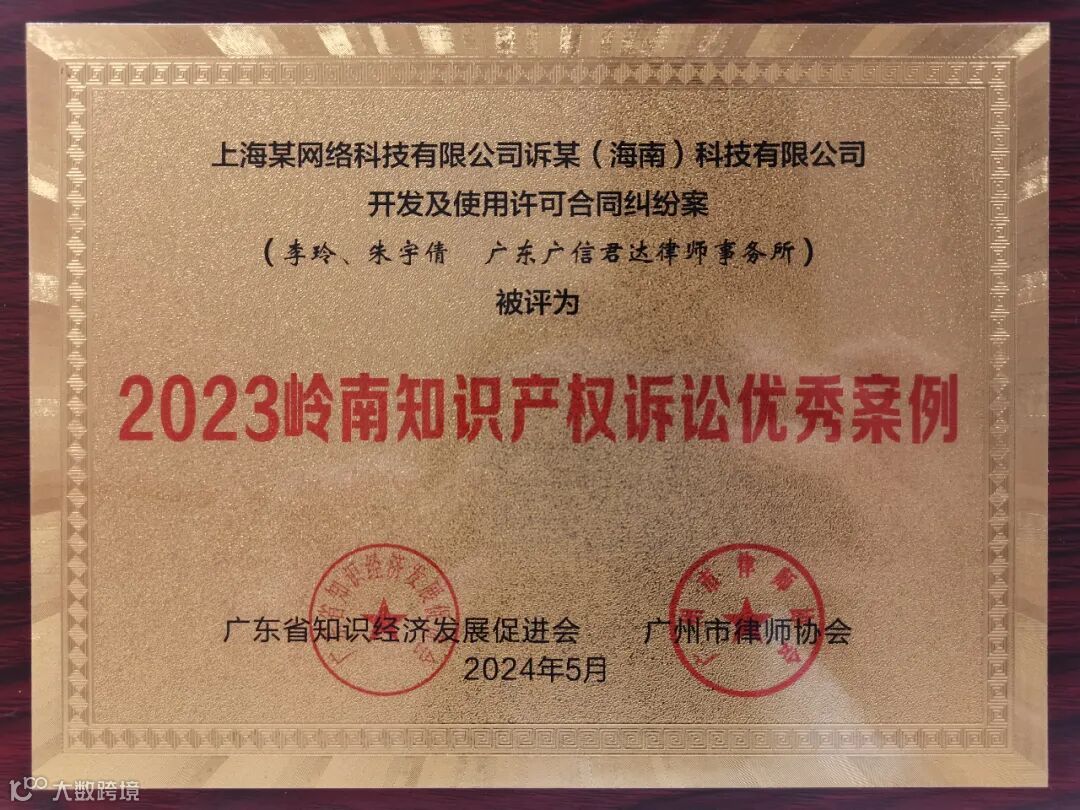 上海某网络科技有限公司诉某（海南）科技有限公司
开发及使用许可合同纠纷案
（李玲、朱宇倩　广东广信君达律师事务所）
被评为
2023岭南知识产权诉讼优秀案例
广东省知识经济发展促进会　广州市律师协会
2024年5月
大数跨境